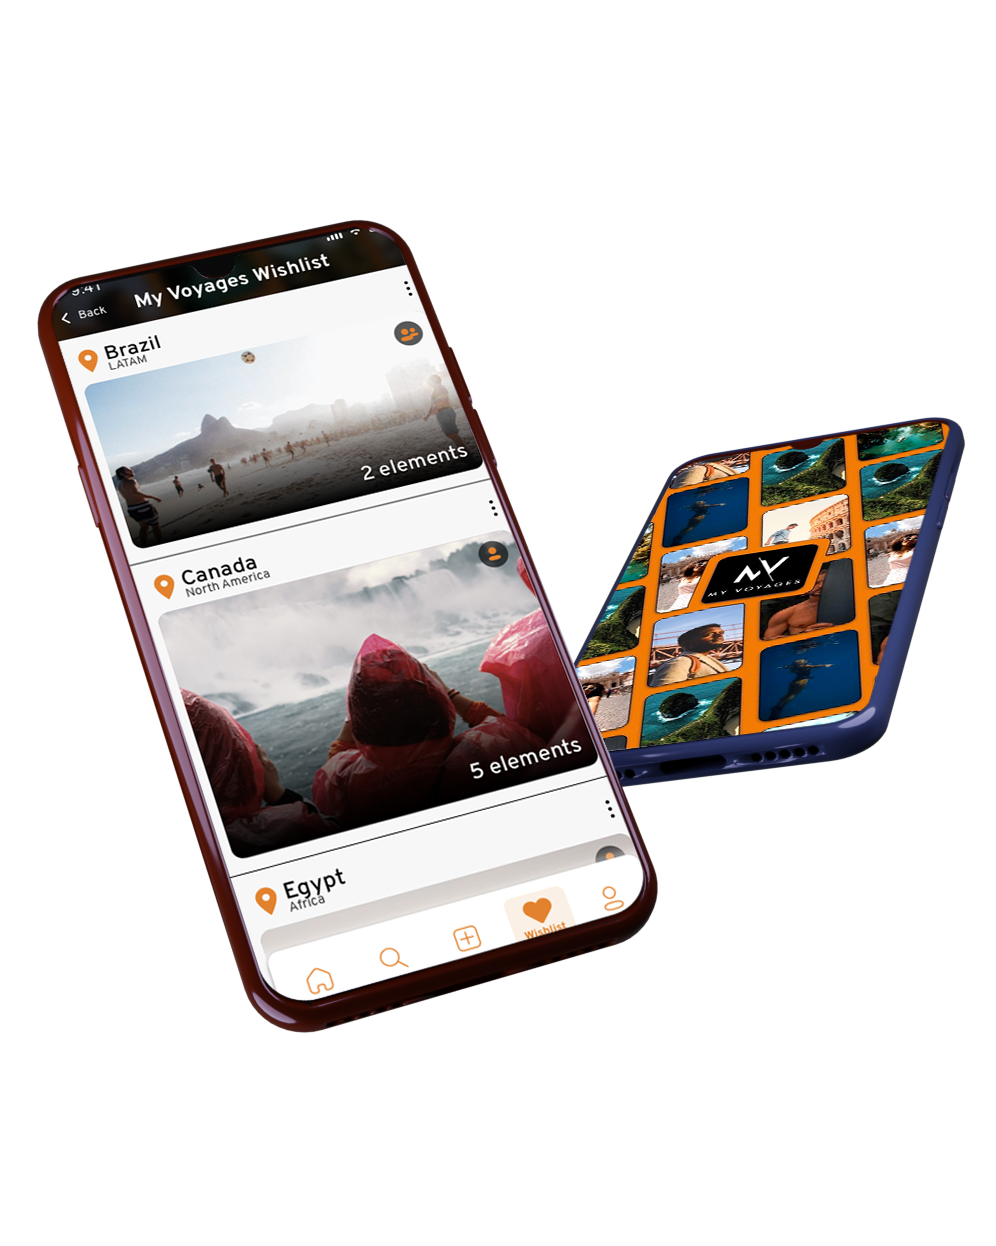 9:41
Back
My Voyages Wishlist
Brazil
LATAM
2 elements
Canada
North America
5 elements
Egypt
Africa
Wishlist
MY VOYAGES